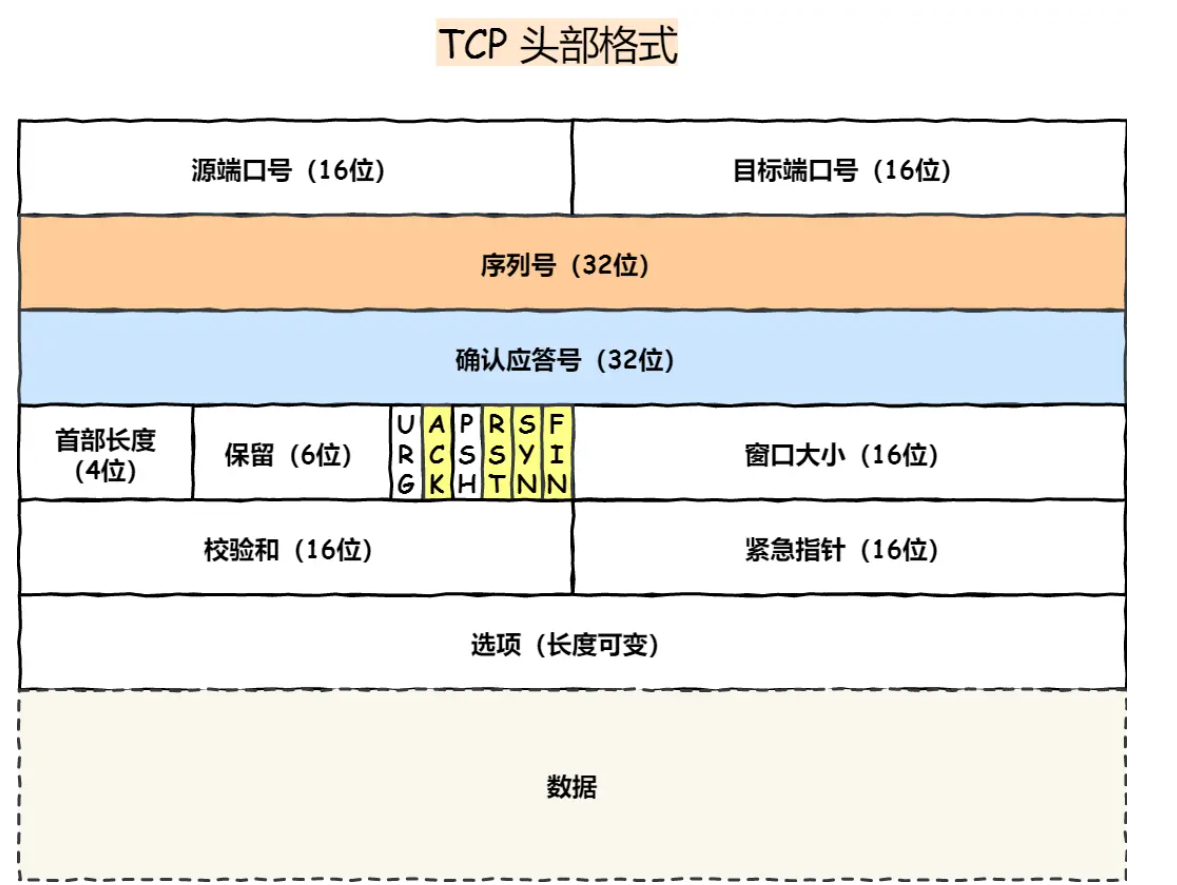 TCP 头部格式
源端口号（16位） 目标端口号（16位）
序列号（32位）
确认应答号（32位）
首部长度
（4位）
保留（6位）
URG
ACK
PSH
RST
SYN
FIN
窗口大小（16位）
校验和（16位） 紧急指针（16位）
选项（长度可变）
数据